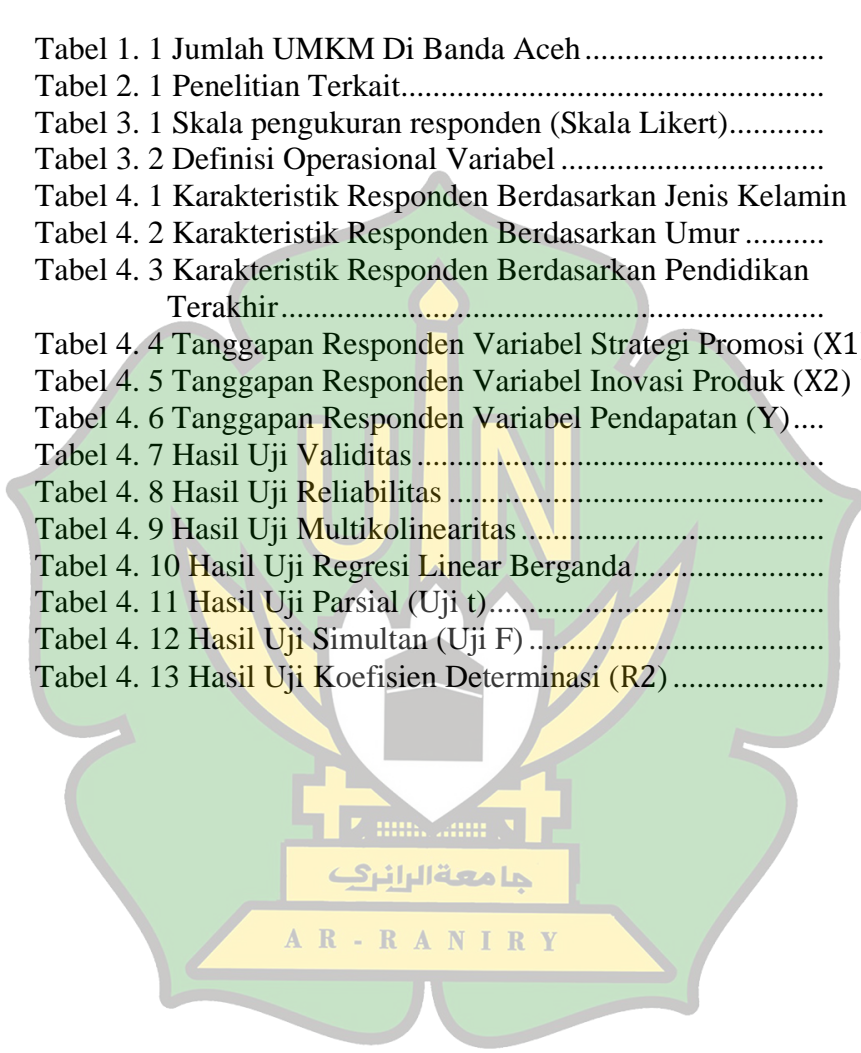 Tabel 1. 1 Jumlah UMKM Di Banda Aceh..............................
Tabel 2. 1 Penelitian Terkait.....................................................
Tabel 3. 1 Skala pengukuran responden (Skala Likert)............
Tabel 3. 2 Definisi Operasional Variabel.................................
Tabel 4. 1 Karakteristik Responden Berdasarkan Jenis Kelamin
Tabel 4. 2 Karakteristik Responden Berdasarkan Umur..........
Tabel 4. 3 Karakteristik Responden Berdasarkan Pendidikan
Terakhir....................................................................
Tabel 4. 4 Tanggapan Responden Variabel Strategi Promosi (X1
Tabel 4. 5 Tanggapan Responden Variabel Inovasi Produk (X2)
Tabel 4. 6 Tanggapan Responden Variabel Pendapatan (Y)....
Tabel 4. 7 Hasil Uji Validitas...................................................
Tabel 4. 8 Hasil Uji Reliabilitas...............................................
Tabel 4. 9 Hasil Uji Multikolinearitas......................................
Tabel 4. 10 Hasil Uji Regresi Linear Berganda........................
Tabel 4. 11 Hasil Uji Parsial (Uji t)..........................................
Tabel 4. 12 Hasil Uji Simultan (Uji F).....................................
Tabel 4. 13 Hasil Uji Koefisien Determinasi (R2)...................
UIN
جامعةالرانري
AR-RANIRY